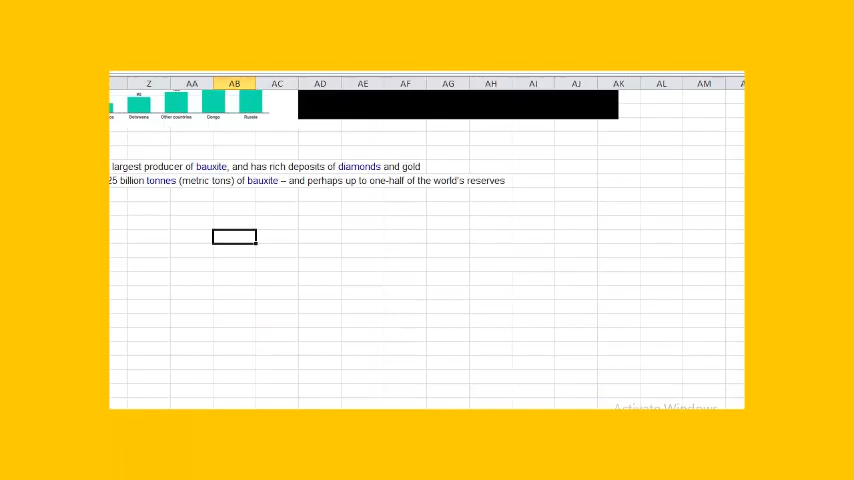 Z AA AB AC AD AE AF AG AH AI AJ AK AL AM
Botswana Other countries Congo Russia
largest producer of bauxite, and has rich deposits of diamonds and gold
25 billion tonnes (metric tons) of bauxite – and perhaps up to one-half of the world's reserves
Activate Windows